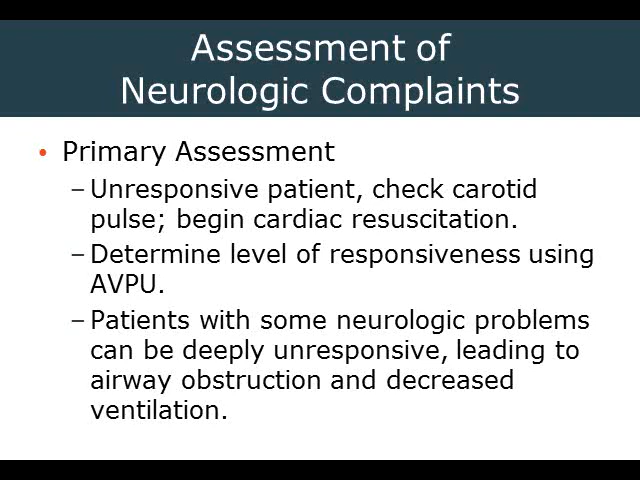 Assessment of
Neurologic Complaints
• Primary Assessment
–Unresponsive patient, check carotid
pulse; begin cardiac resuscitation.
–Determine level of responsiveness using
AVPU.
–Patients with some neurologic problems
can be deeply unresponsive, leading to
airway obstruction and decreased
ventilation.